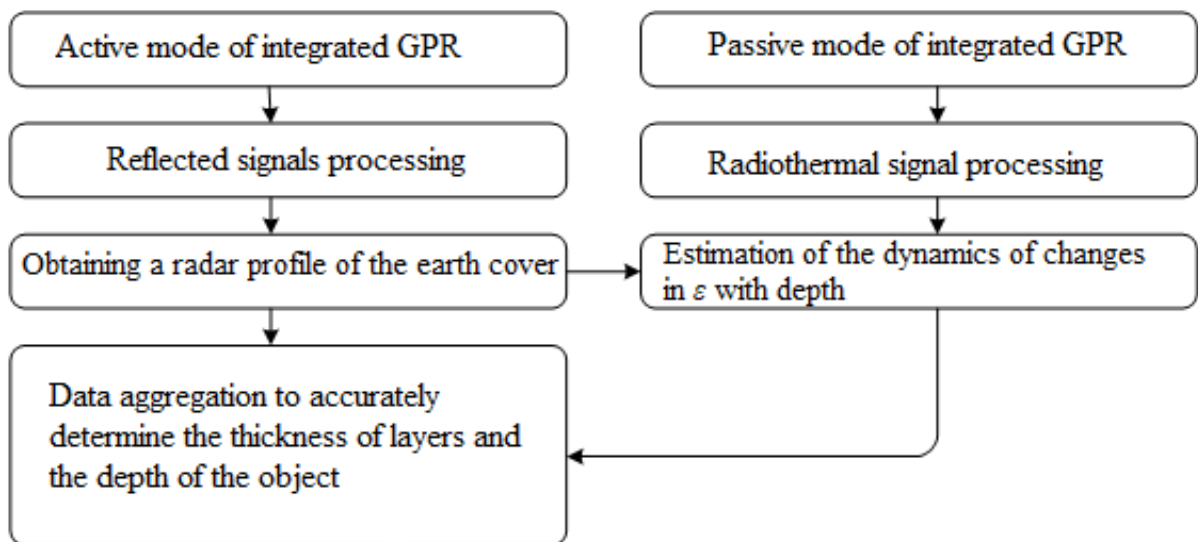 Active mode of integrated GPR
Passive mode of integrated GPR
Reflected signals processing
Radiothermal signal processing
Obtaining a radar profile of the earth cover
Estimation of the dynamics of changes
in ε with depth
Data aggregation to accurately
determine the thickness of layers and
the depth of the object